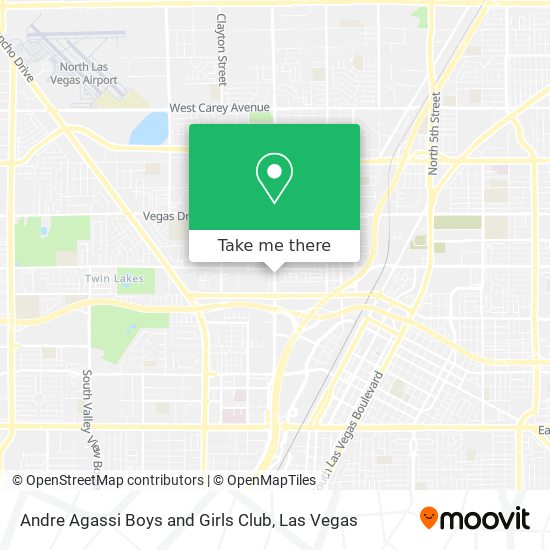 ncho Drive
Clayton Street
North Las
Vegas Airport
West Carey Avenue
North 5th Street
Vegas Dr
Take me there
Twin Lakes
South Valley View Bo
Las Vegas Boulevard
Ea
© OpenStreetMap contributors | © OpenMapTiles
Andre Agassi Boys and Girls Club, Las Vegas
moovit